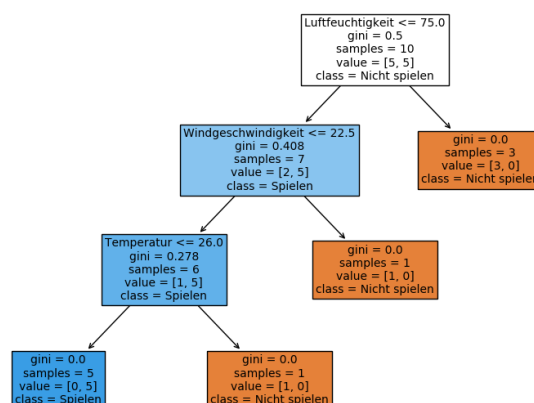 Luftfeuchtigkeit <= 75.0
gini = 0.5
samples = 10
value = [5, 5]
class = Nicht spielen
Windgeschwindigkeit <= 22.5
gini = 0.408
samples = 7
value = [2, 5]
class = Spielen
gini = 0.0
samples = 3
value = [3, 0]
class = Nicht spielen
Temperatur <= 26.0
gini = 0.278
samples = 6
value = [1, 5]
class = Spielen
gini = 0.0
samples = 1
value = [1, 0]
class = Nicht spielen
gini = 0.0
samples = 5
value = [0, 5]
class = Spielen
gini = 0.0
samples = 1
value = [1, 0]
class = Nicht spielen